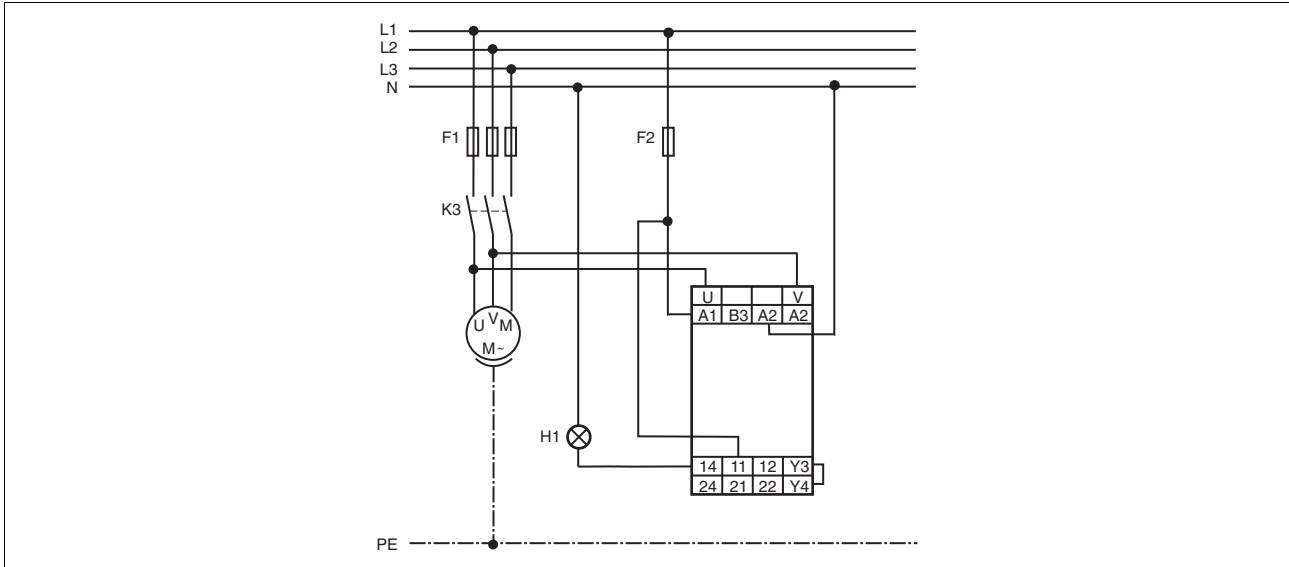 L1
L2
L3
N
F1
F2
K3
U V
A1 B3 A2 A2
U V M
M~
H1
14 11 12 Y3
24 21 22 Y4
PE